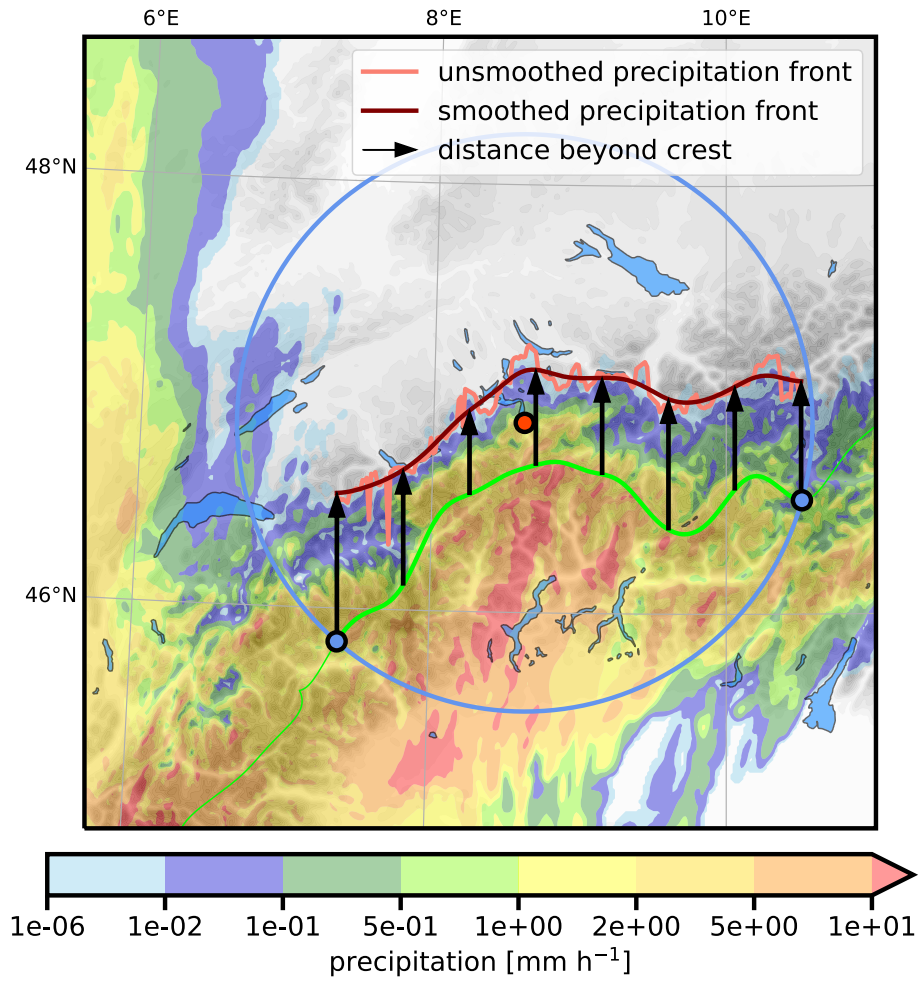 6°E 8°E 10°E
unsmoothed precipitation front
smoothed precipitation front
distance beyond crest
48°N
46°N
1e-06 1e-02 1e-01 5e-01 1e+00 2e+00 5e+00 1e+01
precipitation [mm h⁻¹]